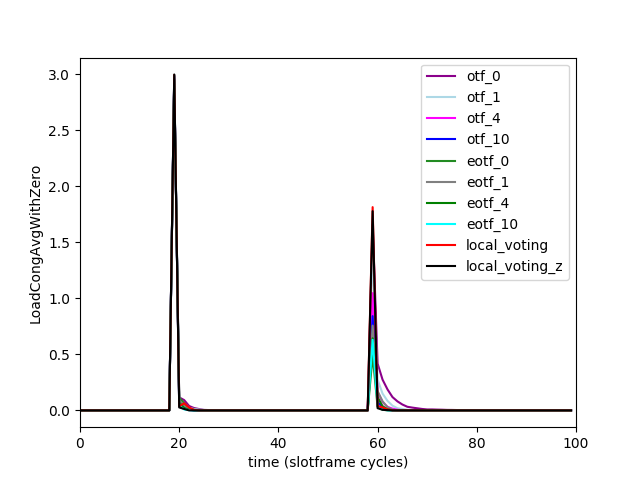 LoadCongAvgWithZero
3.0
2.5
2.0
1.5
1.0
0.5
0.0
0 20 40 60 80 100
time (slotframe cycles)
otf_0
otf_1
otf_4
otf_10
eotf_0
eotf_1
eotf_4
eotf_10
local_voting
local_voting_z